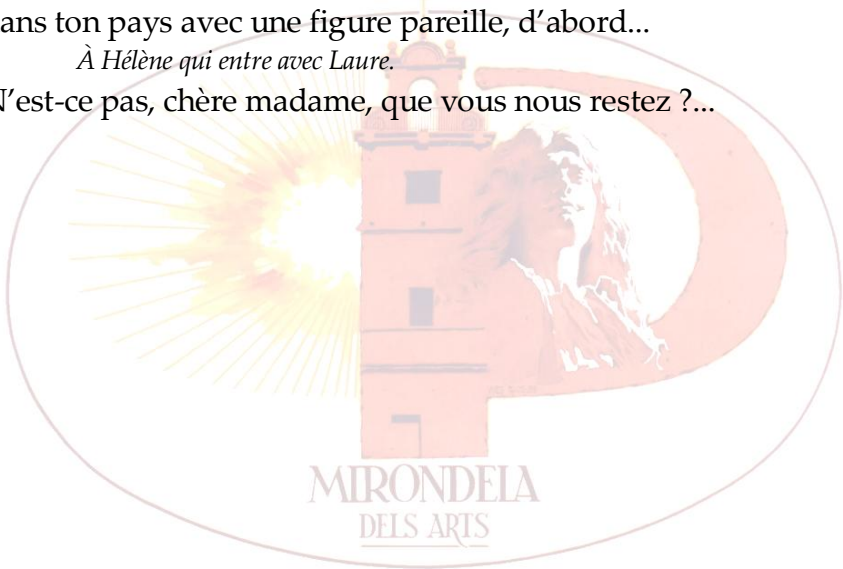 ans ton pays avec une figure pareille, d’abord...
À Hélène qui entre avec Laure.
N’est-ce pas, chère madame, que vous nous restez ?...
MIRONDELA
DELS ARTS